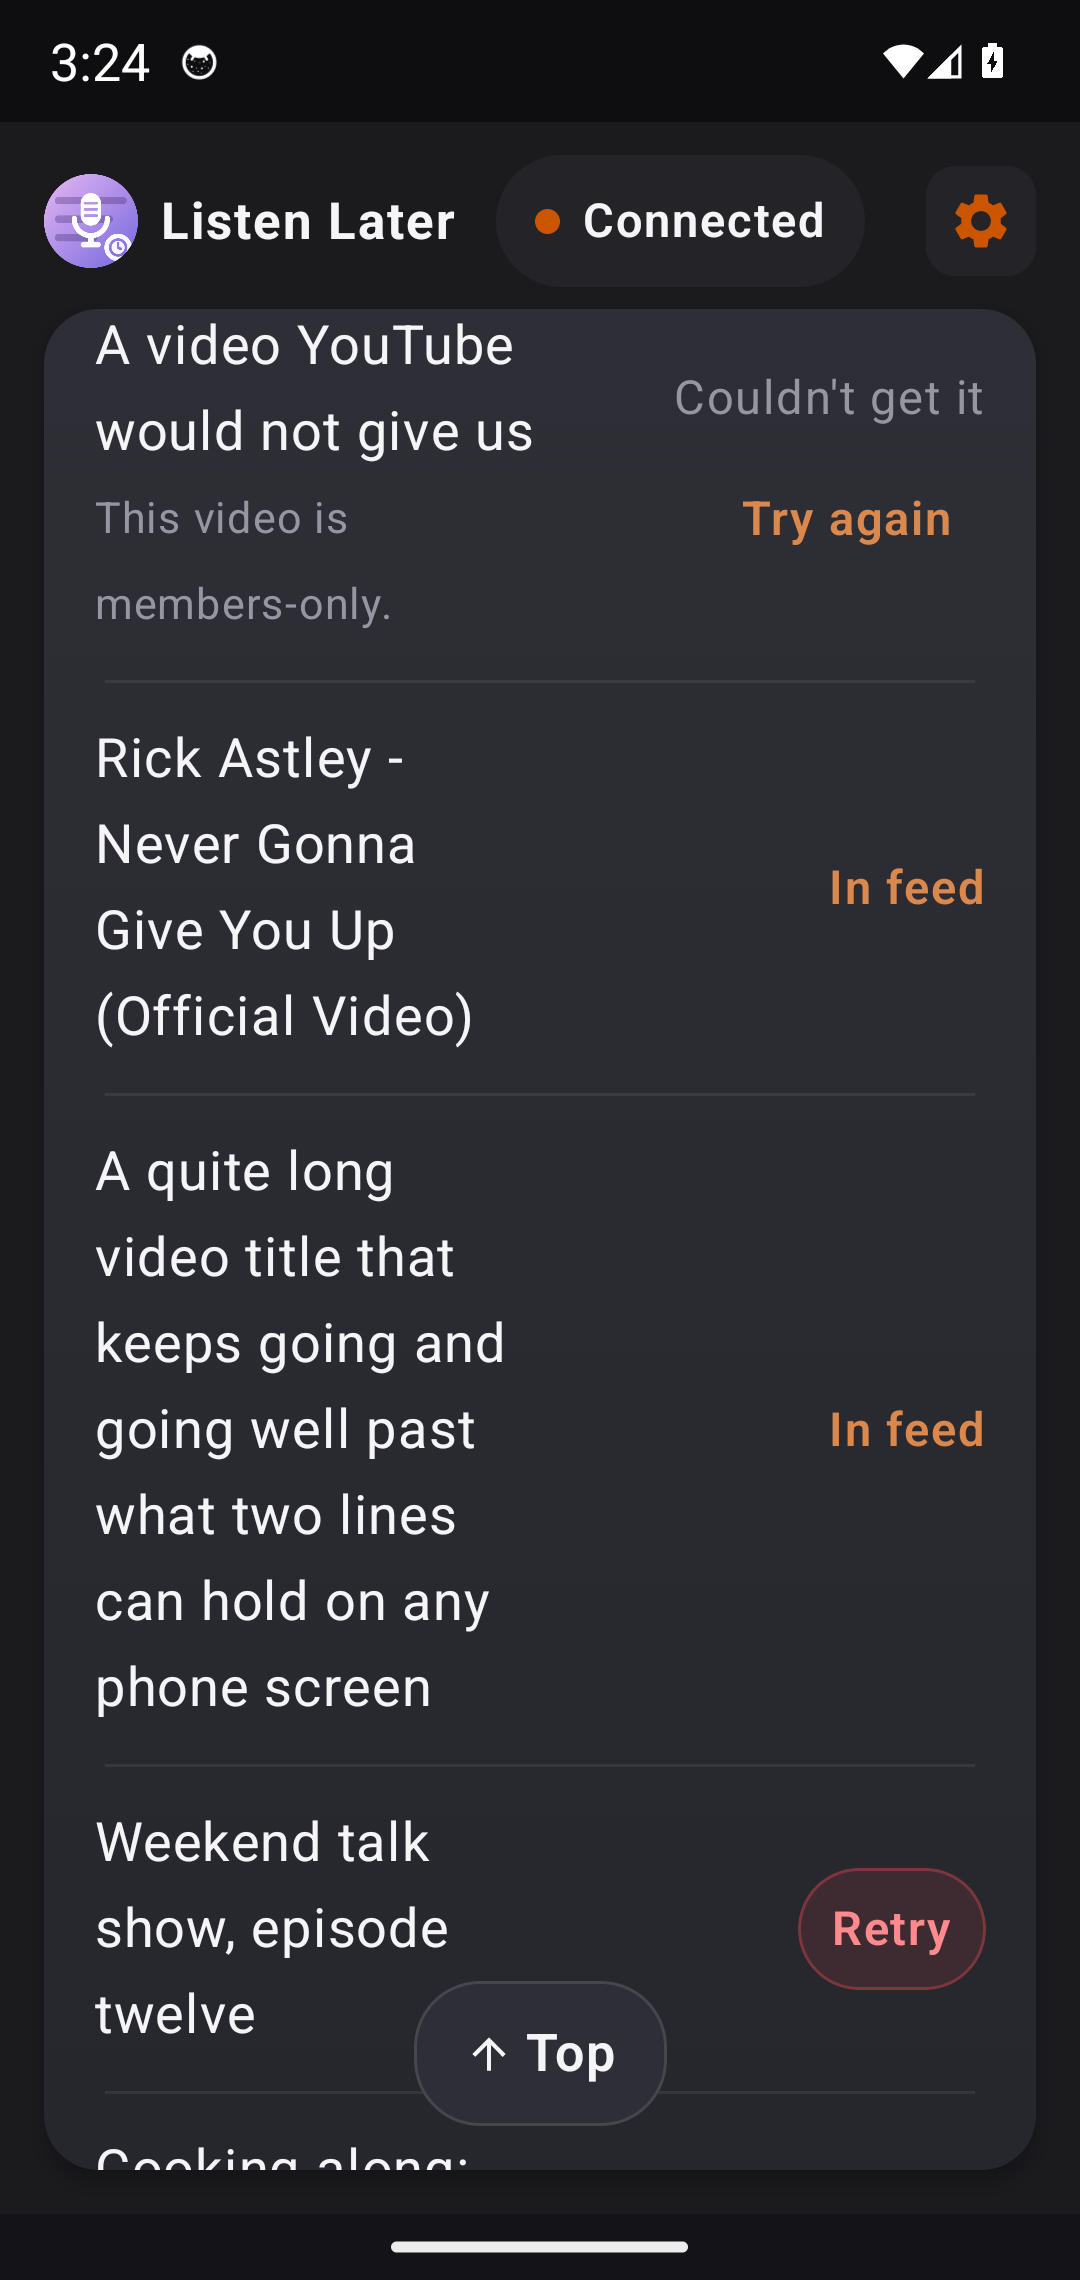 3:24
Listen Later
Connected
A video YouTube
would not give us
Couldn't get it
This video is
members-only.
Try again
Rick Astley -
Never Gonna
Give You Up
(Official Video)
In feed
A quite long
video title that
keeps going and
going well past
what two lines
can hold on any
phone screen
In feed
Weekend talk
show, episode
twelve
Retry
Top
Cooking along: